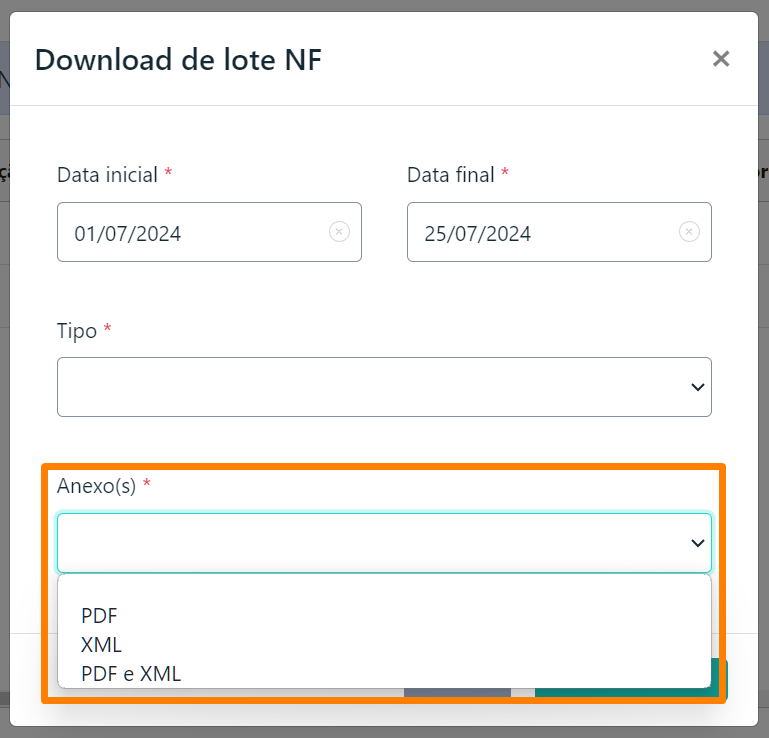 Download de lote NF
Data inicial *
Data final *
01/07/2024
25/07/2024
Tipo *
Anexo(s) *
PDF
XML
PDF e XML